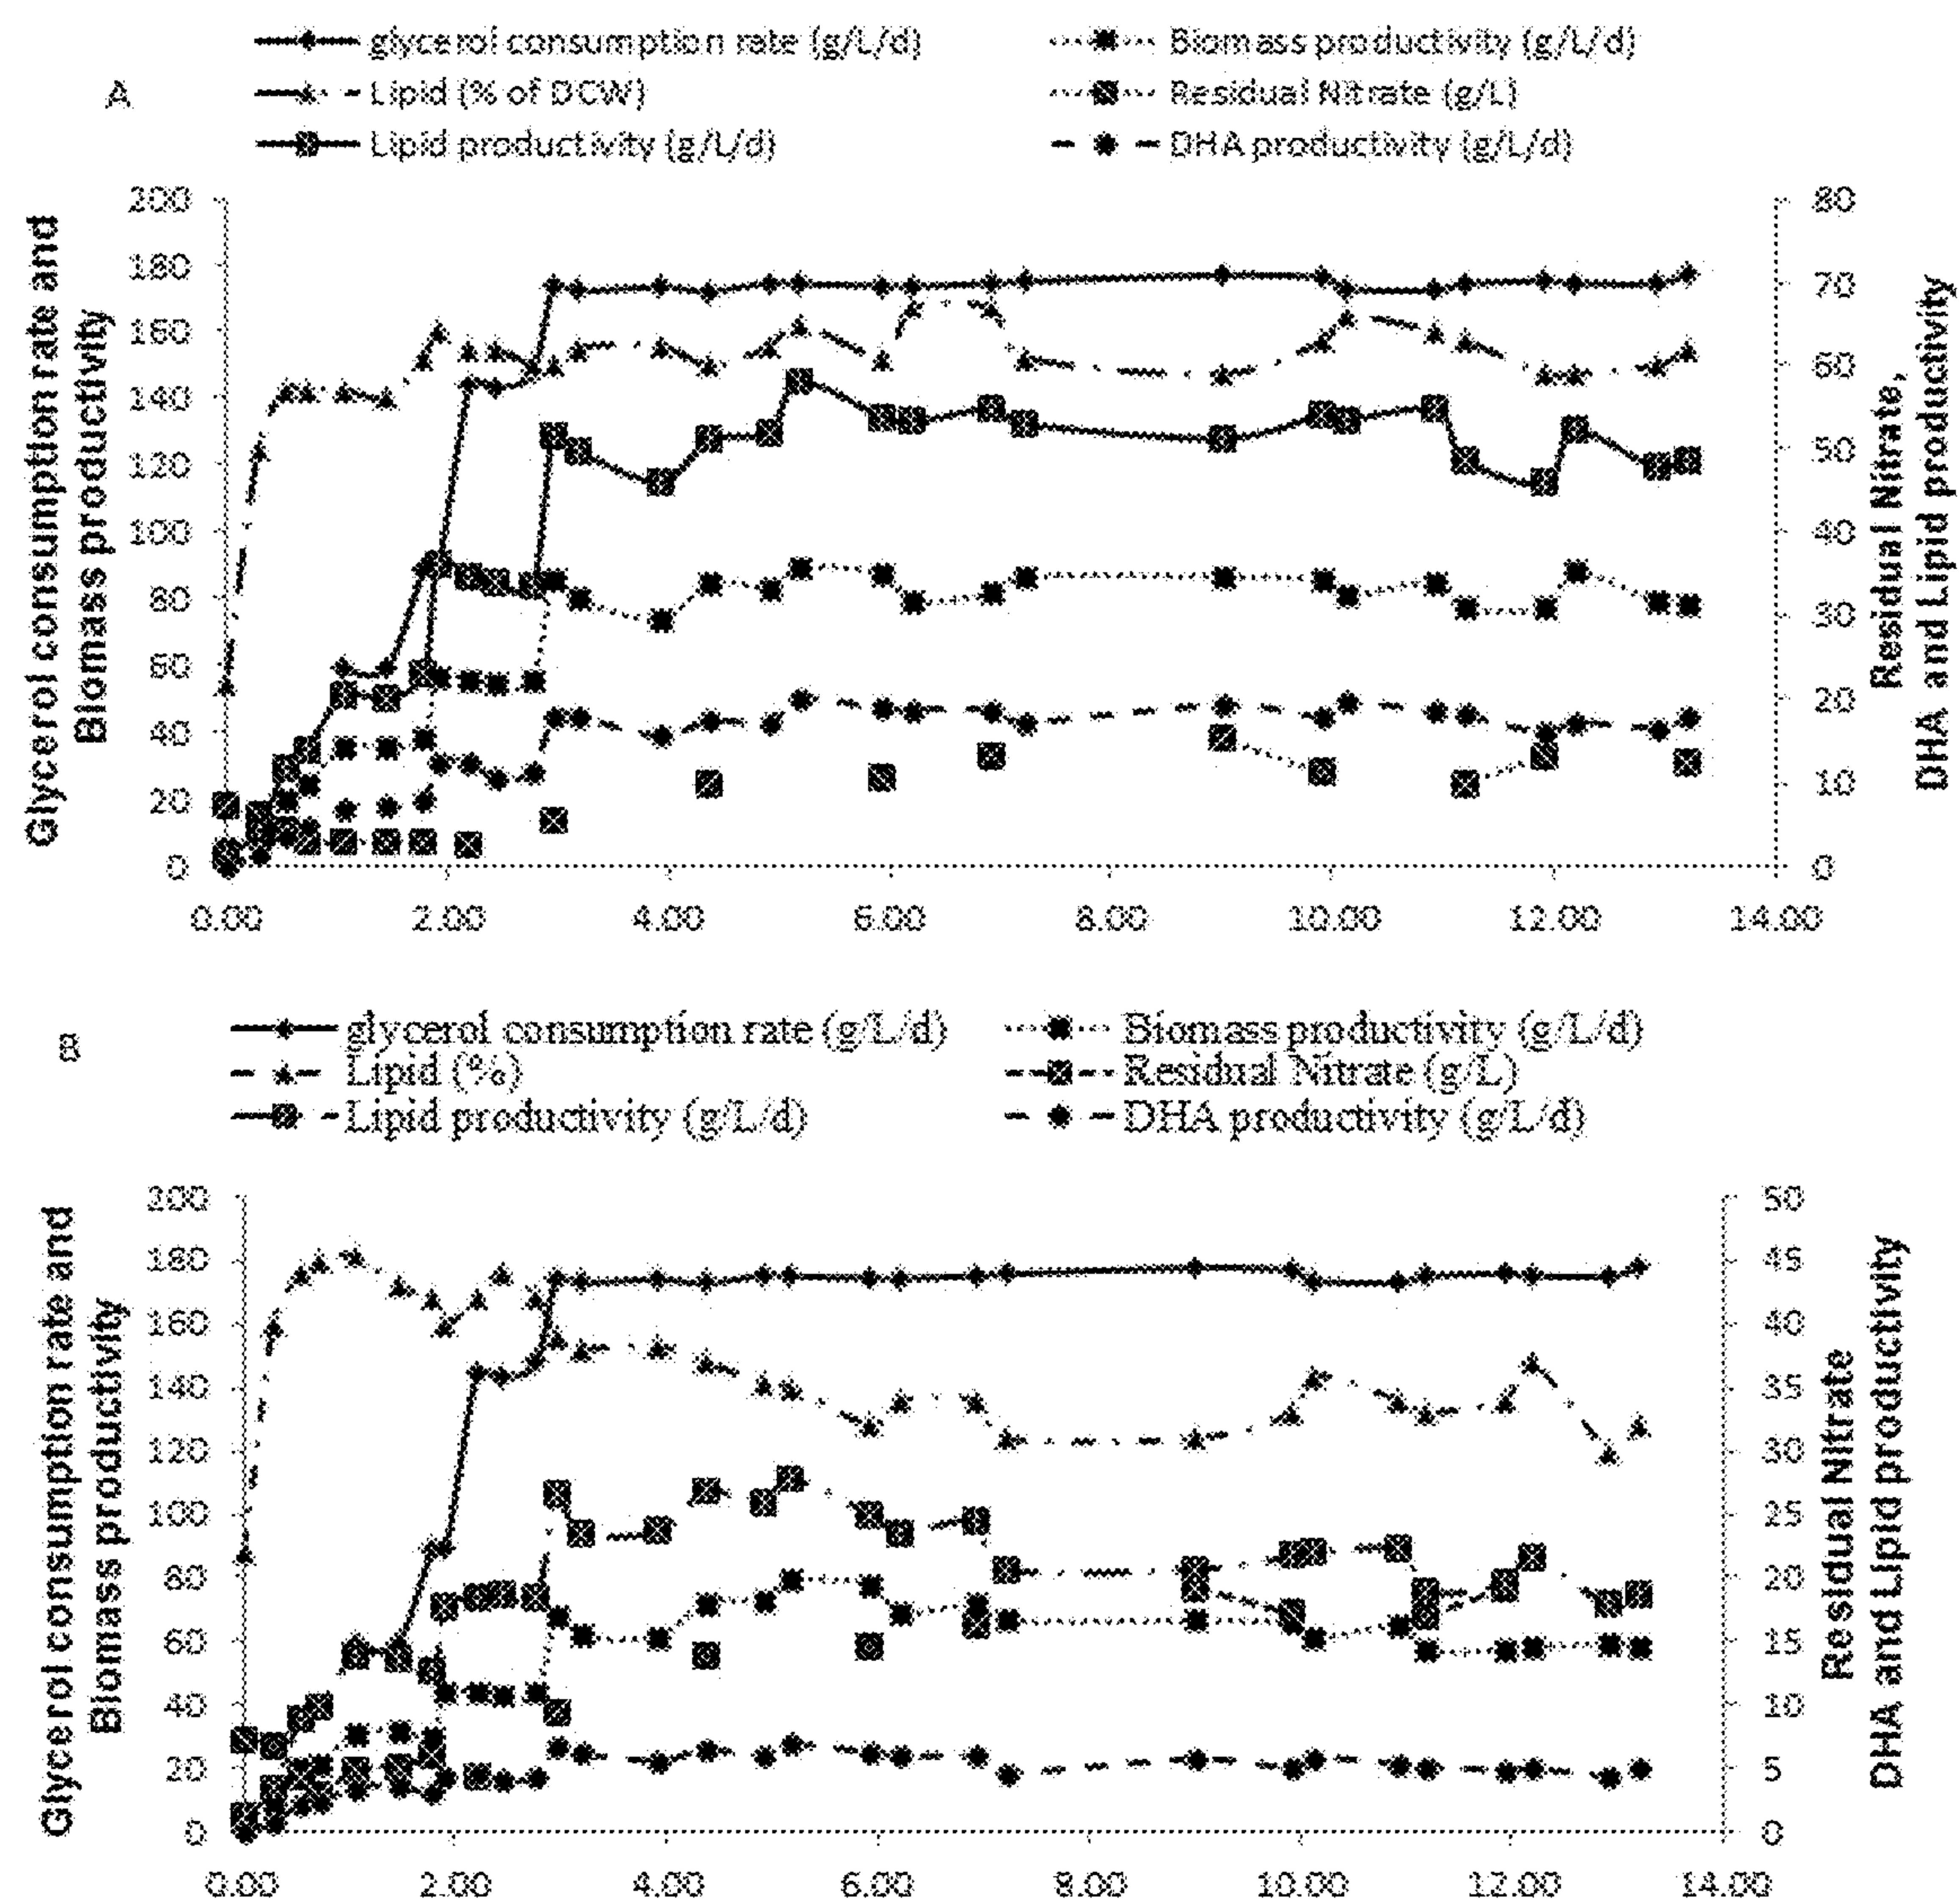 glycerol consumption rate (g/L/d)
Biomass productivity (g/L/d)
A
Lipid (% of DCW)
Residual Nitrate (g/L)
Lipid productivity (g/L/d)
DHA productivity (g/L/d)
Glycerol consumption rate and
Biomass productivity
200
180
160
140
120
100
80
60
40
20
0
80
70
60
50
40
30
20
10
0
Residual Nitrate,
DHA and Lipid productivity
0.00 2.00 4.00 6.00 8.00 10.00 12.00 14.00
B
glycerol consumption rate (g/L/d)
Biomass productivity (g/L/d)
Lipid (%)
Residual Nitrate (g/L)
Lipid productivity (g/L/d)
DHA productivity (g/L/d)
Glycerol consumption rate and
Biomass productivity
200
180
160
140
120
100
80
60
40
20
0
50
45
40
35
30
25
20
15
10
5
0
Residual Nitrate
DHA and Lipid productivity
0.00 2.00 4.00 6.00 8.00 10.00 12.00 14.00